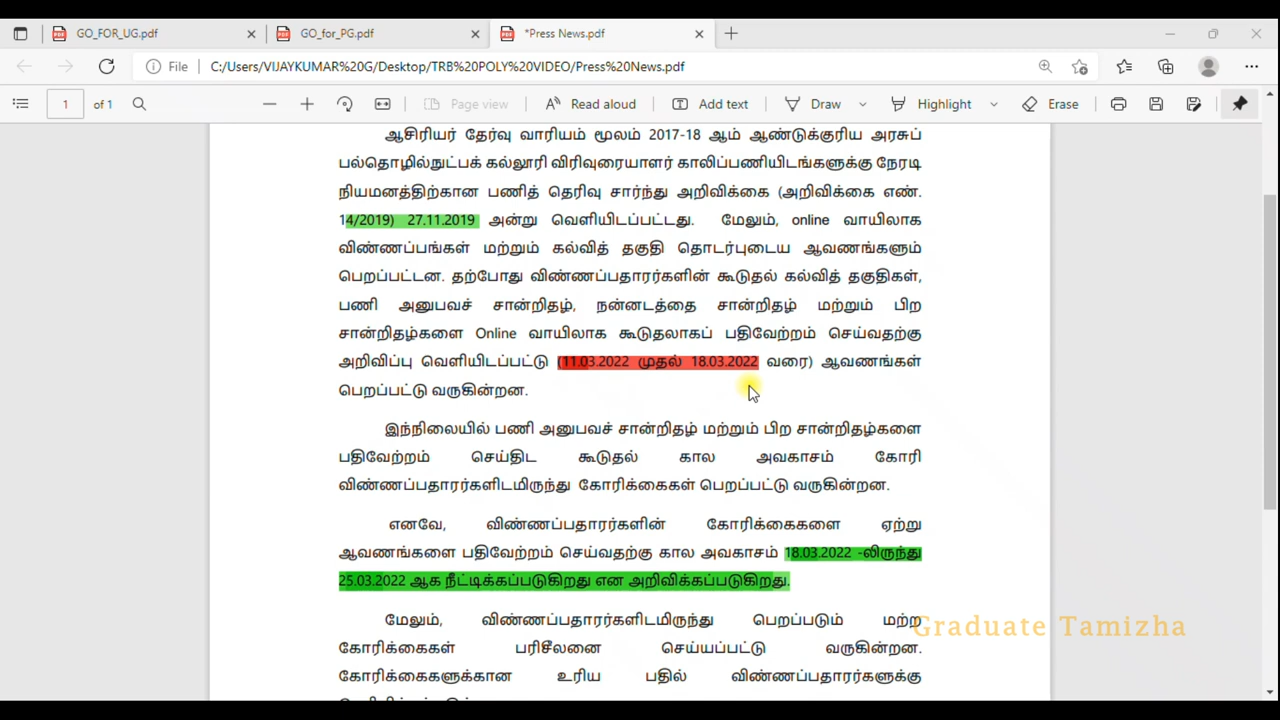 GO_FOR_UG.pdf
GO_for_PG.pdf
*Press News.pdf
File
C:/Users/VIJAYKUMAR%20G/Desktop/TRB%20POLY%20VIDEO/Press%20News.pdf
1 of 1
Page view
Read aloud
Add text
Draw
Highlight
Erase
ஆசிரியர் தேர்வு வாரியம் மூலம் 2017-18 ஆம் ஆண்டுக்குரிய அரசுப்
பல்தொழில்நுட்பக் கல்லூரி விரிவுரையாளர் காலிப்பணியிடங்களுக்கு நேரடி
நியமனத்திற்கான பணித் தெரிவு சார்ந்து அறிவிக்கை (அறிவிக்கை எண்.
14/2019) 27.11.2019 அன்று வெளியிடப்பட்டது. மேலும், online வாயிலாக
விண்ணப்பங்கள் மற்றும் கல்வித் தகுதி தொடர்புடைய ஆவணங்களும்
பெறப்பட்டன. தற்போது விண்ணப்பதாரர்களின் கூடுதல் கல்வித் தகுதிகள்,
பணி அனுபவச் சான்றிதழ், நன்னடத்தை சான்றிதழ் மற்றும் பிற
சான்றிதழ்களை Online வாயிலாக கூடுதலாகப் பதிவேற்றம் செய்வதற்கு
அறிவிப்பு வெளியிடப்பட்டு (11.03.2022 முதல் 18.03.2022 வரை) ஆவணங்கள்
பெறப்பட்டு வருகின்றன.
இந்நிலையில் பணி அனுபவச் சான்றிதழ் மற்றும் பிற சான்றிதழ்களை
பதிவேற்றம் செய்திட கூடுதல் கால அவகாசம் கோரி
விண்ணப்பதாரர்களிடமிருந்து கோரிக்கைகள் பெறப்பட்டு வருகின்றன.
எனவே, விண்ணப்பதாரர்களின் கோரிக்கைகளை ஏற்று
ஆவணங்களை பதிவேற்றம் செய்வதற்கு கால அவகாசம் 18.03.2022 -லிருந்து
25.03.2022 ஆக நீட்டிக்கப்படுகிறது என அறிவிக்கப்படுகிறது.
மேலும், விண்ணப்பதாரர்களிடமிருந்து பெறப்படும் மற்ற
கோரிக்கைகள் பரிசீலனை செய்யப்பட்டு வருகின்றன.
கோரிக்கைகளுக்கான உரிய பதில் விண்ணப்பதாரர்களுக்கு
Graduate Tamizha